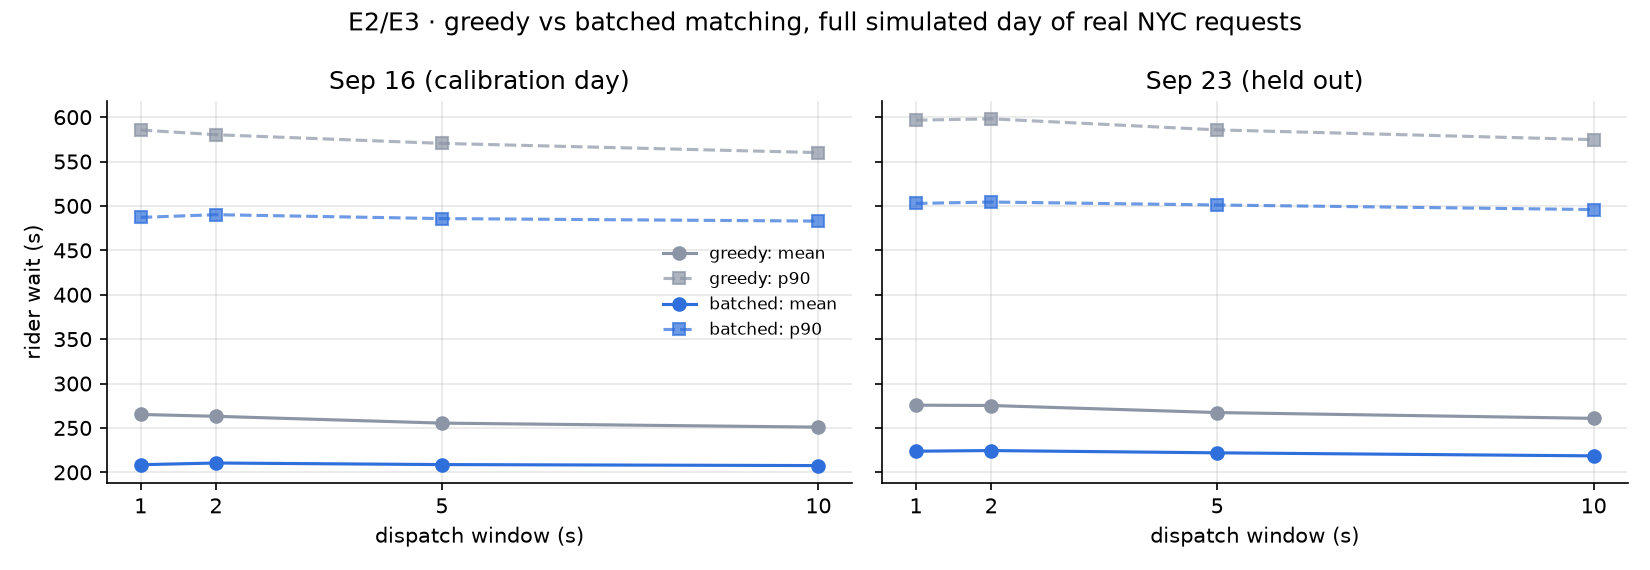 E2/E3 · greedy vs batched matching, full simulated day of real NYC requests
Sep 16 (calibration day)
Sep 23 (held out)
rider wait (s)
600
550
500
450
400
350
300
250
200
greedy: mean
greedy: p90
batched: mean
batched: p90
1 2 5 10
1 2 5 10
dispatch window (s)
dispatch window (s)